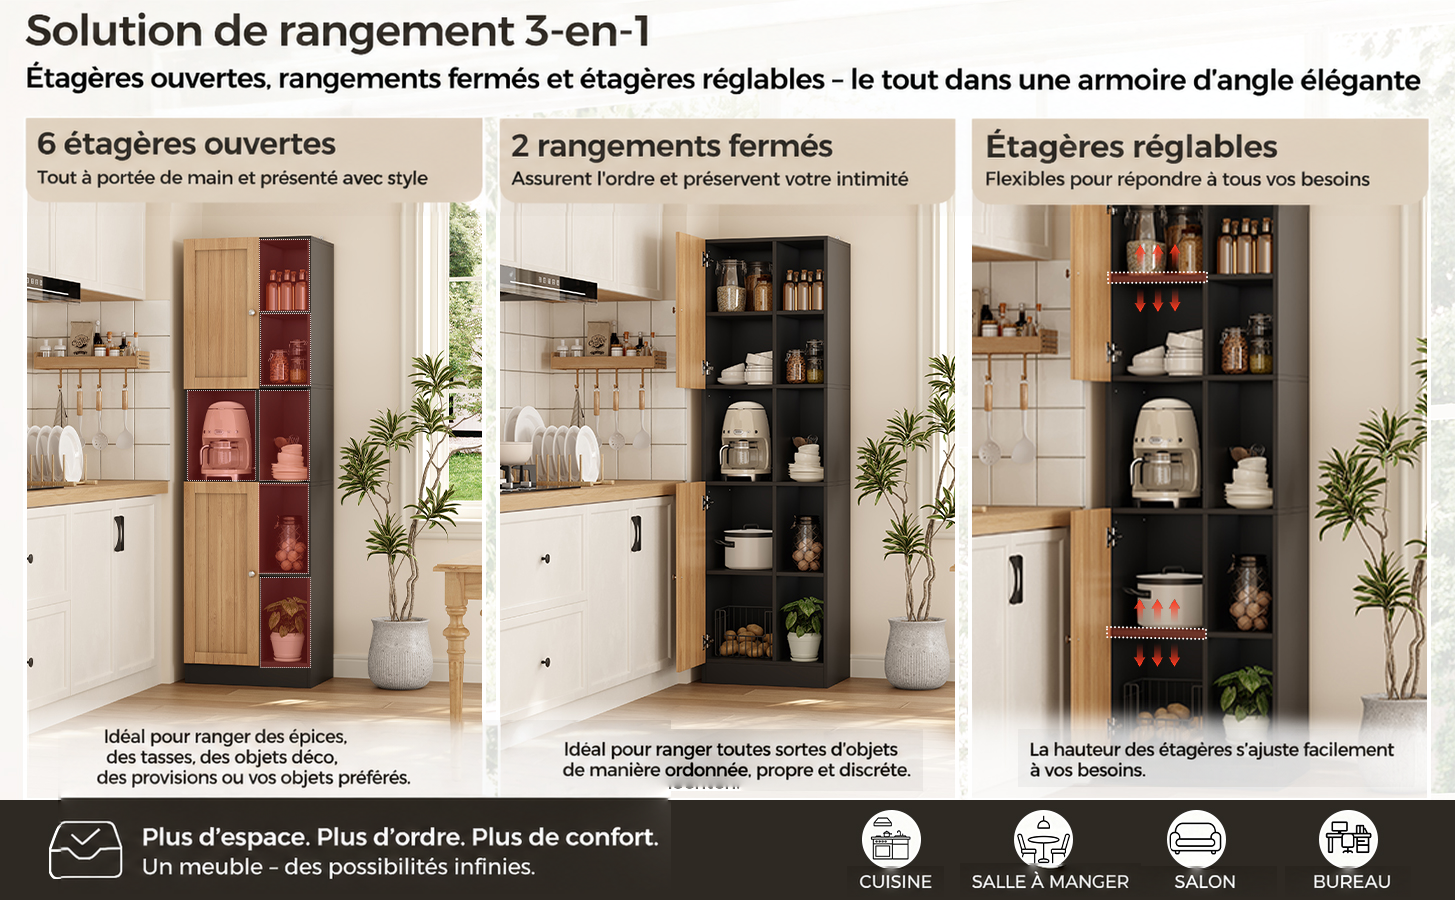 Solution de rangement 3-en-1
Étagères ouvertes, rangements fermés et étagères réglables – le tout dans une armoire d'angle élégante
6 étagères ouvertes
Tout à portée de main et présenté avec style
2 rangements fermés
Assurent l'ordre et préservent votre intimité
Étagères réglables
Flexibles pour répondre à tous vos besoins
Idéal pour ranger des épices,
des tasses, des objets déco,
des provisions ou vos objets préférés.
Idéal pour ranger toutes sortes d'objets
de manière ordonnée, propre et discréte.
La hauteur des étagères s'ajuste facilement
à vos besoins.
Plus d'espace. Plus d'ordre. Plus de confort.
Un meuble – des possibilités infinies.
CUISINE
SALLE À MANGER
SALON
BUREAU